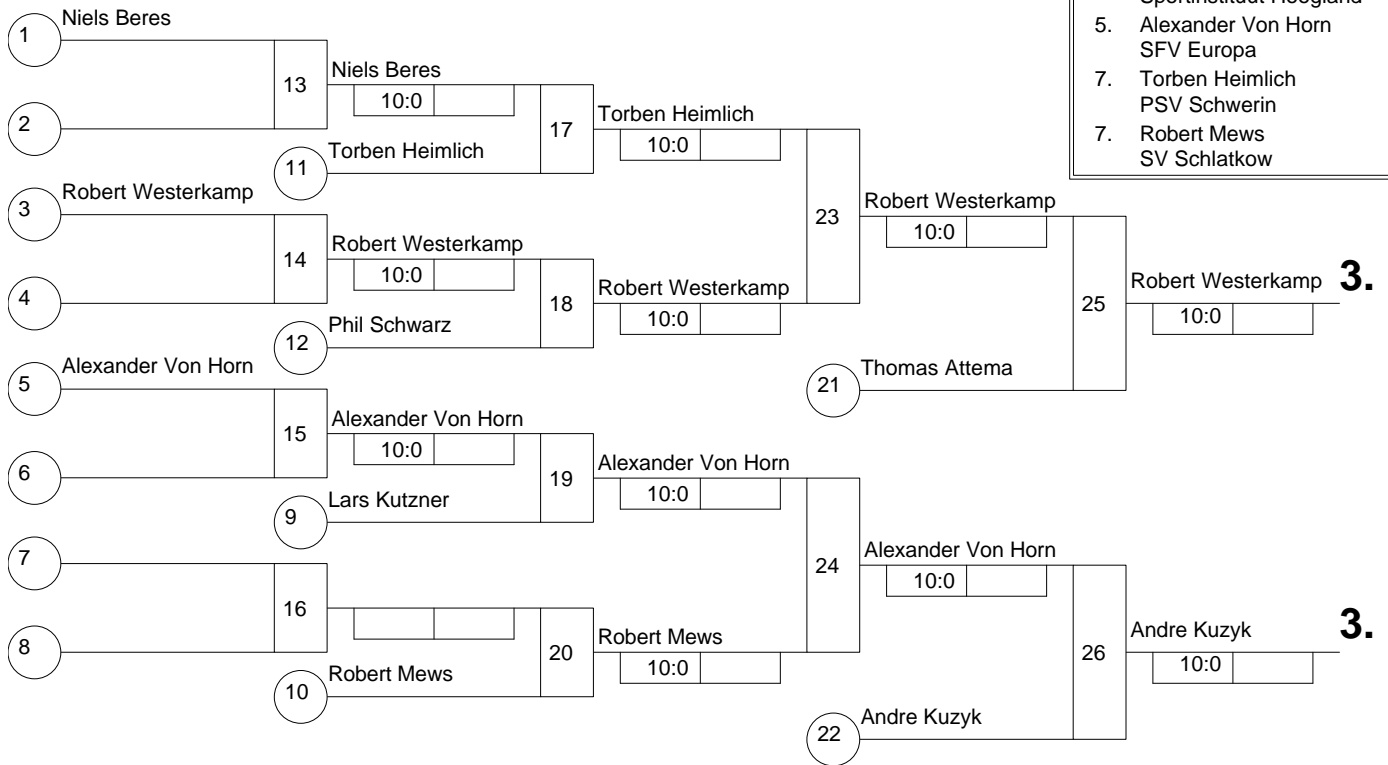 Sportinstituut Hoogland
5. Alexander Von Horn
SFV Europa
7. Torben Heimlich
PSV Schwerin
7. Robert Mews
SV Schlatkow
1 Niels Beres
13 Niels Beres
10:0
2
17 Torben Heimlich
10:0
11 Torben Heimlich
3 Robert Westerkamp
23 Robert Westerkamp
10:0
14 Robert Westerkamp
10:0
4
18 Robert Westerkamp
10:0
25 Robert Westerkamp 3.
10:0
12 Phil Schwarz
5 Alexander Von Horn
21 Thomas Attema
15 Alexander Von Horn
10:0
6
19 Alexander Von Horn
10:0
9 Lars Kutzner
7
24 Alexander Von Horn
10:0
16
8
20 Robert Mews
10:0
26 Andre Kuzyk 3.
10:0
10 Robert Mews
22 Andre Kuzyk